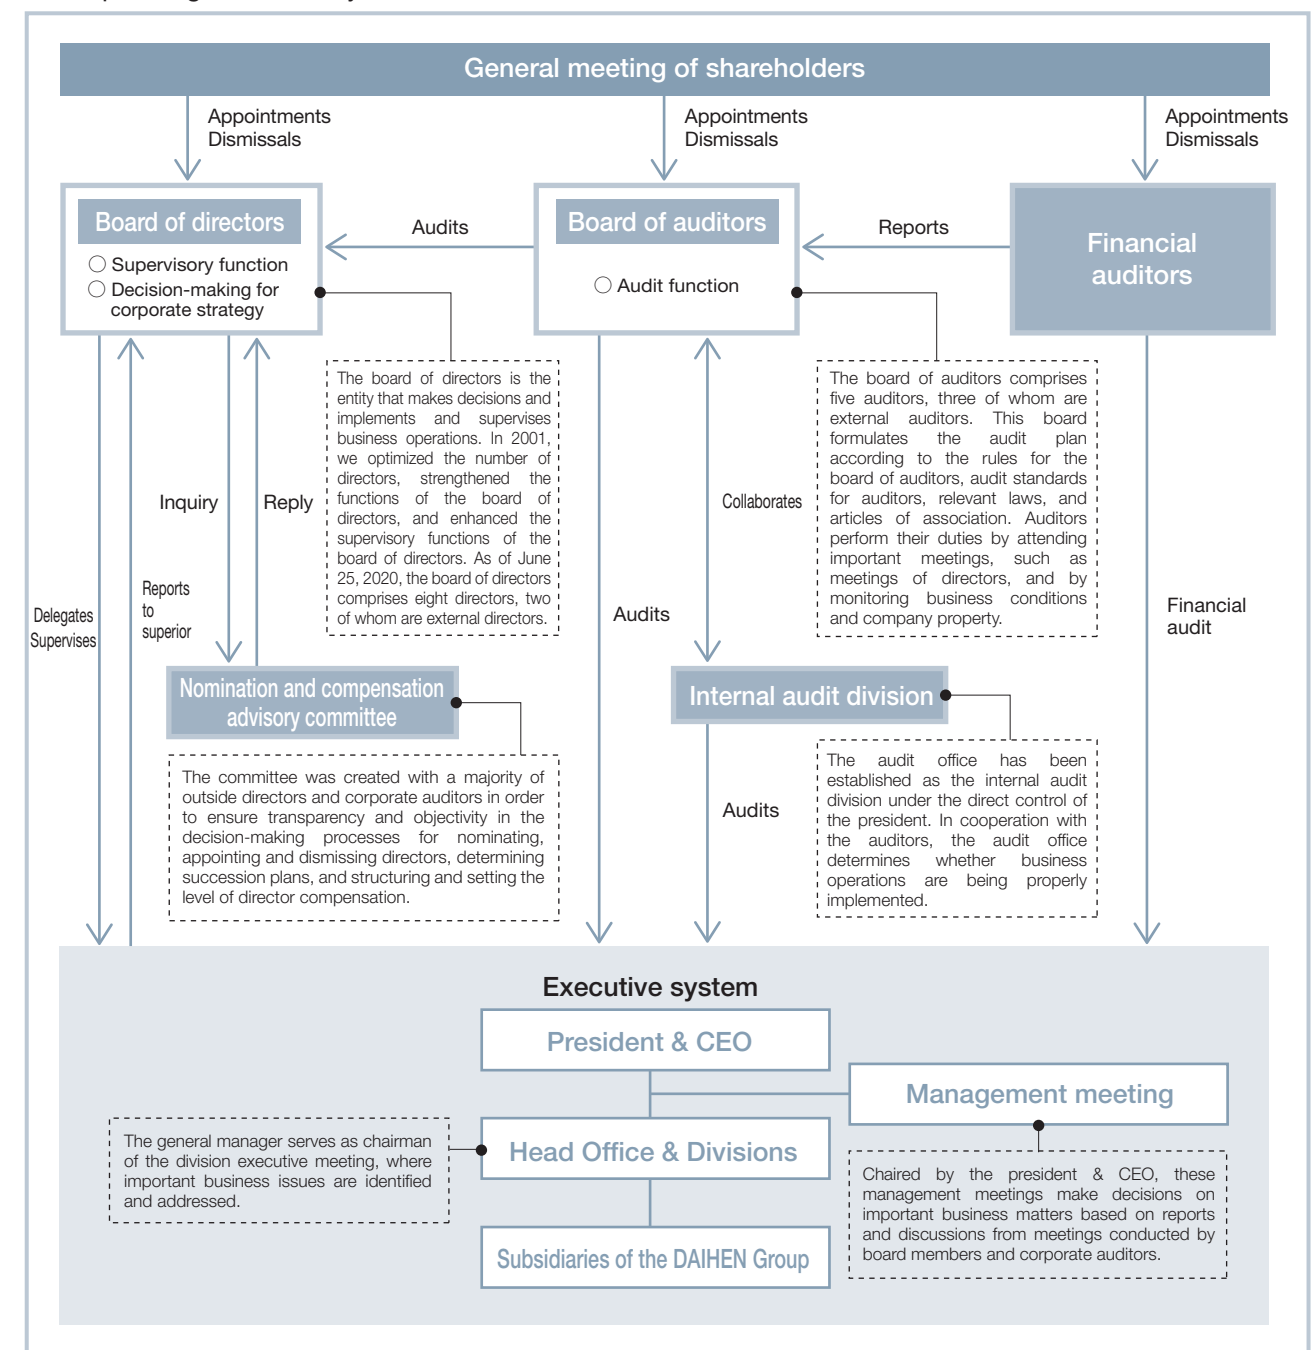 General meeting of shareholders
Appointments
Dismissals
Appointments
Dismissals
Appointments
Dismissals
Board of directors
○ Supervisory function
○ Decision-making for
corporate strategy
Audits
Board of auditors
○ Audit function
Reports
Financial
auditors
The board of directors is the
entity that makes decisions and
implements and supervises
business operations. In 2001,
we optimized the number of
directors, strengthened the
functions of the board of
directors, and enhanced the
supervisory functions of the
board of directors. As of June
25, 2020, the board of directors
comprises eight directors, two
of whom are external directors.
The board of auditors comprises
five auditors, three of whom are
external auditors. This board
formulates the audit plan
according to the rules for the
board of auditors, audit standards
for auditors, relevant laws, and
articles of association. Auditors
perform their duties by attending
important meetings, such as
meetings of directors, and by
monitoring business conditions
and company property.
Inquiry
Reply
Collaborates
Delegates
Supervises
Reports
to
superior
Audits
Financial
audit
Nomination and compensation
advisory committee
Internal audit division
The committee was created with a majority of
outside directors and corporate auditors in order
to ensure transparency and objectivity in the
decision-making processes for nominating,
appointing and dismissing directors, determining
succession plans, and structuring and setting the
level of director compensation.
Audits
The audit office has been
established as the internal audit
division under the direct control of
the president. In cooperation with
the auditors, the audit office
determines whether business
operations are being properly
implemented.
Executive system
President & CEO
Management meeting
The general manager serves as chairman
of the division executive meeting, where
important business issues are identified
and addressed.
Head Office & Divisions
Chaired by the president & CEO, these
management meetings make decisions on
important business matters based on reports
and discussions from meetings conducted by
board members and corporate auditors.
Subsidiaries of the DAIHEN Group